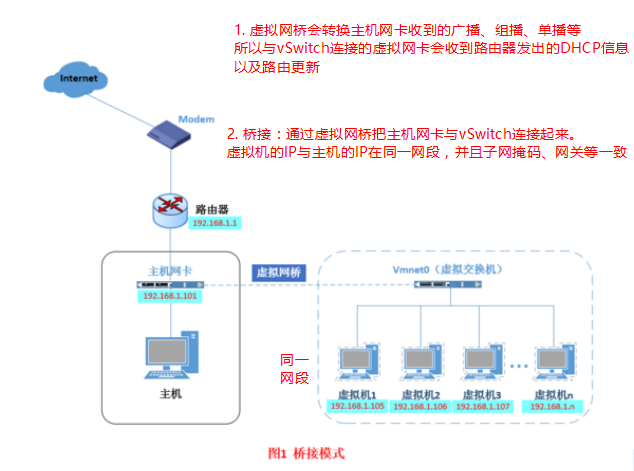 1. 虚拟网桥会转换主机网卡收到的广播、组播、单播等
所以与vSwitch连接的虚拟网卡会收到路由器发出的DHCP信息
以及路由更新
Internet
Modem
2. 桥接：通过虚拟网桥把主机网卡与vSwitch连接起来。
虚拟机的IP与主机的IP在同一网段，并且子网掩码、网关等一致
路由器
192.168.1.1
主机网卡
虚拟网桥
Vmnet0（虚拟交换机）
192.168.1.101
同一
网段
主机
虚拟机1
虚拟机2
虚拟机3
虚拟机n
192.168.1.105
192.168.1.106
192.168.1.107
192.168.1.n
图1 桥接模式